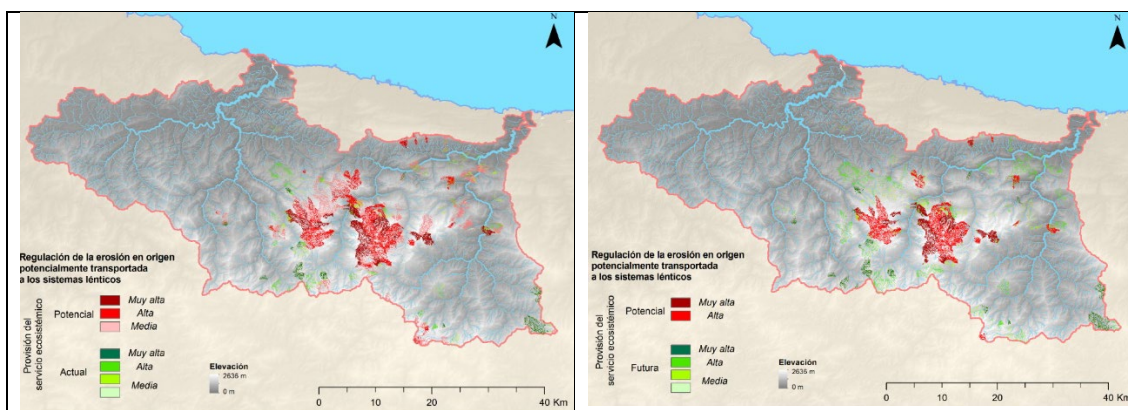 N
Regulación de la erosión en origen
potencialmente transportada
a los sistemas lénticos
Provisión del
servicio ecosistémico
Potencial
Muy alta
Alta
Media
Actual
Muy alta
Alta
Media
Elevación
2636 m
0 m
0 10 20 40 Km
N
Regulación de la erosión en origen
potencialmente transportada
a los sistemas lénticos
Provisión del
servicio ecosistémico
Potencial
Muy alta
Alta
Futura
Muy alta
Alta
Media
Elevación
2636 m
0 m
0 10 20 40 Km